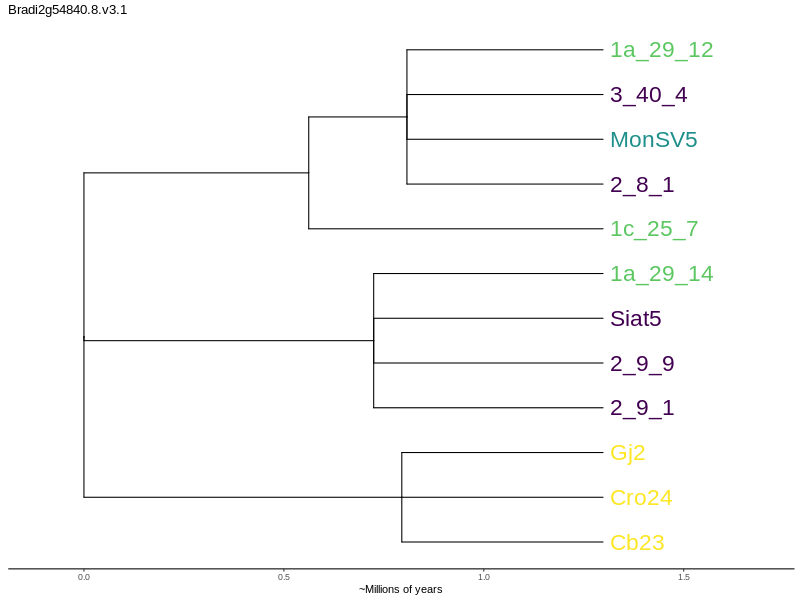 Bradi2g54840.8.v3.1
1a_29_12
3_40_4
MonSV5
2_8_1
1c_25_7
1a_29_14
Siat5
2_9_9
2_9_1
Gj2
Cro24
Cb23
0.0 0.5 1.0 1.5
~Millions of years